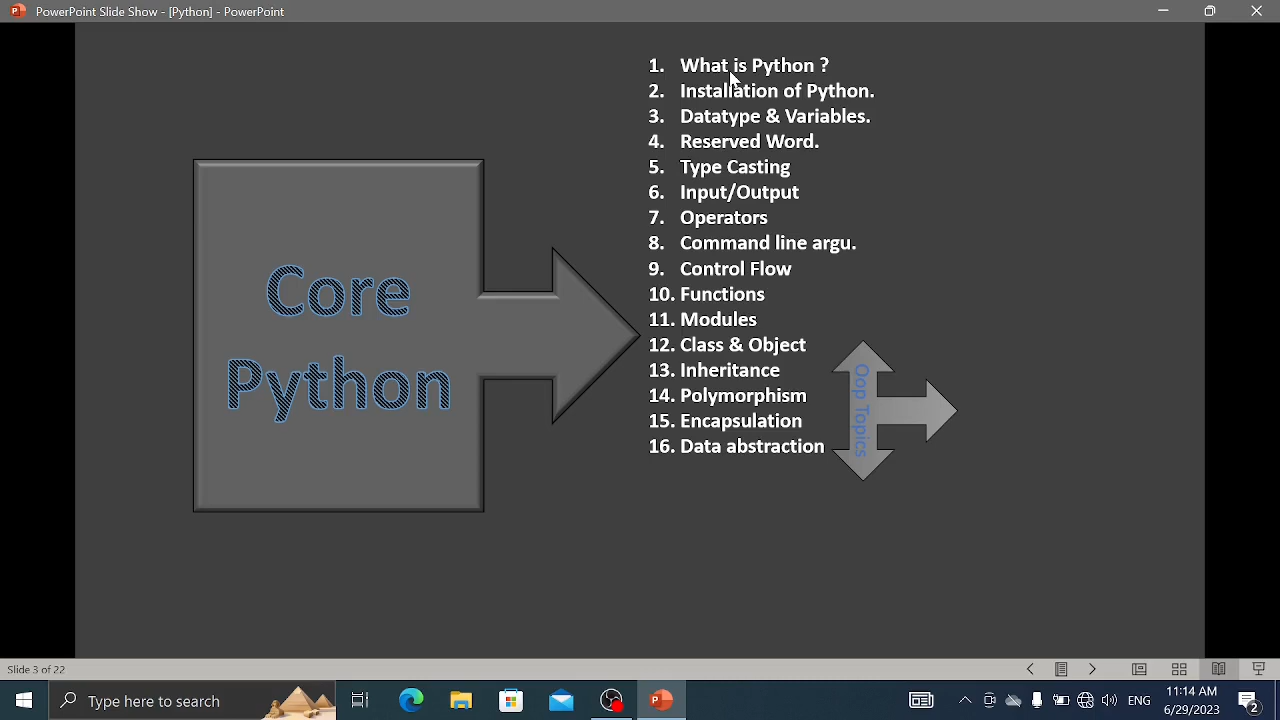 PowerPoint Slide Show - [Python] - PowerPoint
1. What is Python ?
2. Installation of Python.
3. Datatype & Variables.
4. Reserved Word.
5. Type Casting
6. Input/Output
7. Operators
8. Command line argu.
9. Control Flow
10. Functions
11. Modules
12. Class & Object
13. Inheritance
14. Polymorphism
15. Encapsulation
16. Data abstraction
Core
Python
Oop Tapics
Slide 3 of 22
Type here to search
ENG
11:14 AM
6/29/2023
2